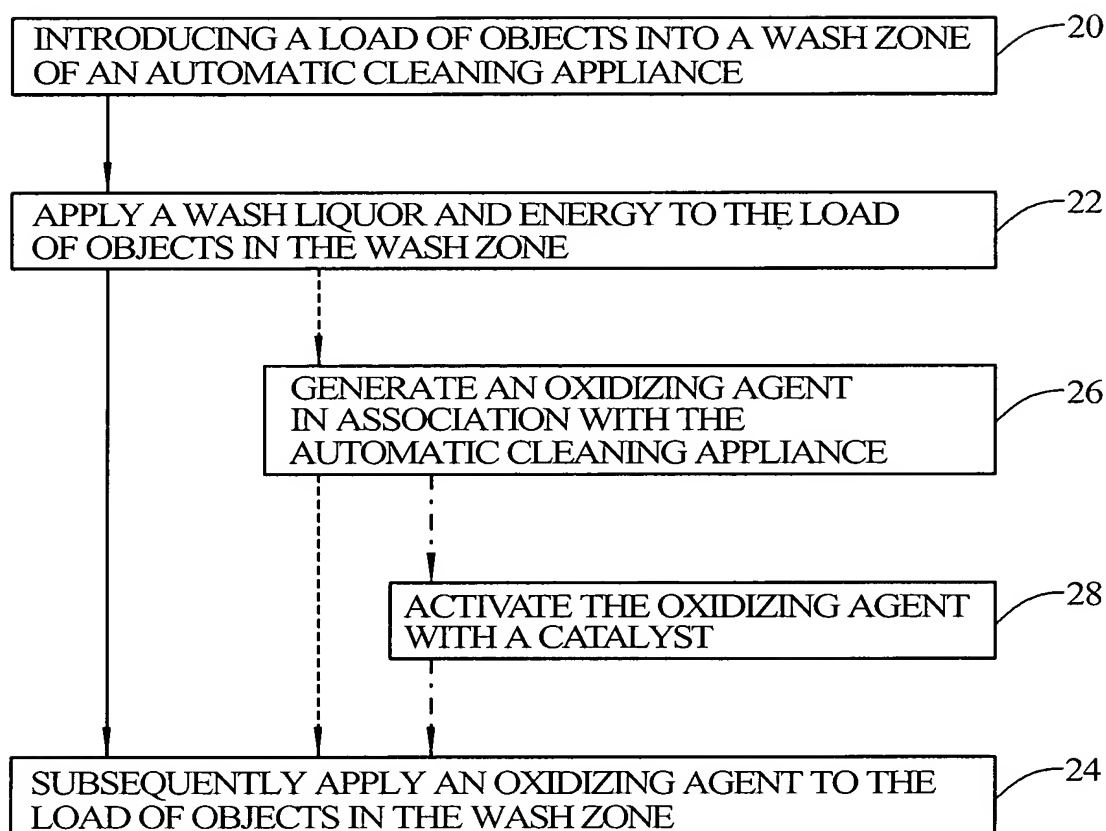 INTRODUCING A LOAD OF OBJECTS INTO A WASH ZONE
OF AN AUTOMATIC CLEANING APPLIANCE
20
APPLY A WASH LIQUOR AND ENERGY TO THE LOAD
OF OBJECTS IN THE WASH ZONE
22
GENERATE AN OXIDIZING AGENT
IN ASSOCIATION WITH THE
AUTOMATIC CLEANING APPLIANCE
26
ACTIVATE THE OXIDIZING AGENT
WITH A CATALYST
28
SUBSEQUENTLY APPLY AN OXIDIZING AGENT TO THE
LOAD OF OBJECTS IN THE WASH ZONE
24